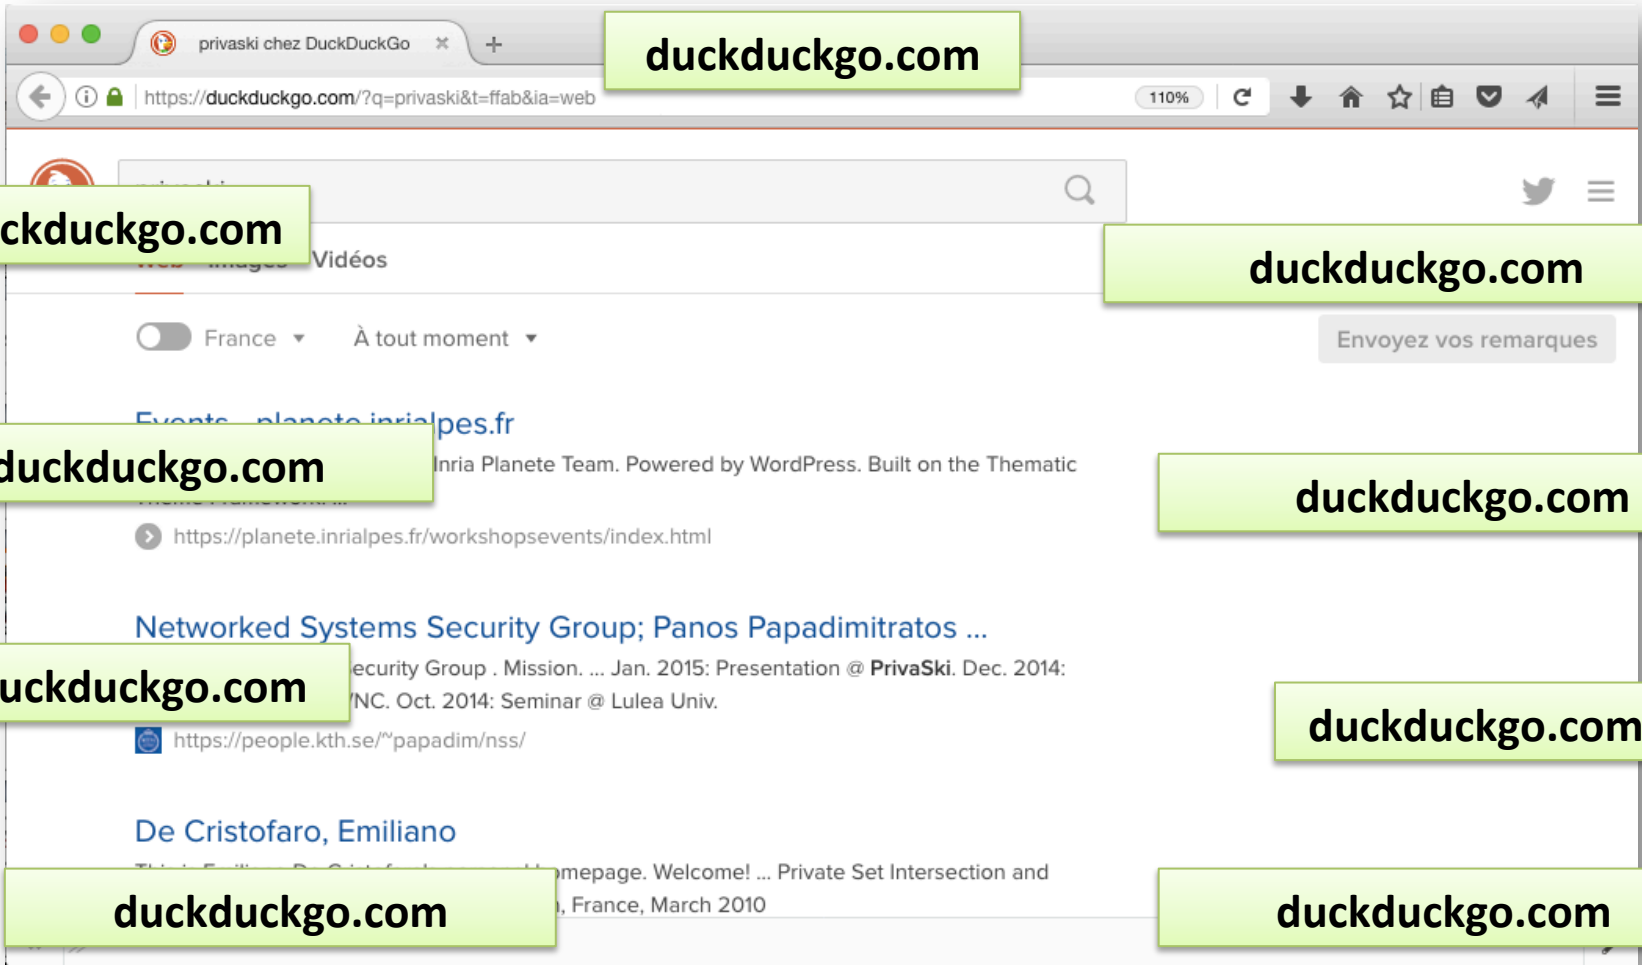 privaski chez DuckDuckGo
duckduckgo.com
https://duckduckgo.com/?q=privaski&t=ffab&ia=web
110%
ckduckgo.com
Vidéos
duckduckgo.com
France
À tout moment
Envoyez vos remarques
Events - planete.inrialpes.fr
duckduckgo.com
Inria Planete Team. Powered by WordPress. Built on the Thematic
duckduckgo.com
https://planete.inrialpes.fr/workshopsevents/index.html
Networked Systems Security Group; Panos Papadimitratos ...
ecurity Group . Mission. ... Jan. 2015: Presentation @ PrivaSki. Dec. 2014:
uckduckgo.com
NC. Oct. 2014: Seminar @ Lulea Univ.
duckduckgo.com
https://people.kth.se/~papadim/nss/
De Cristofaro, Emiliano
omepage. Welcome! ... Private Set Intersection and
duckduckgo.com
, France, March 2010
duckduckgo.com